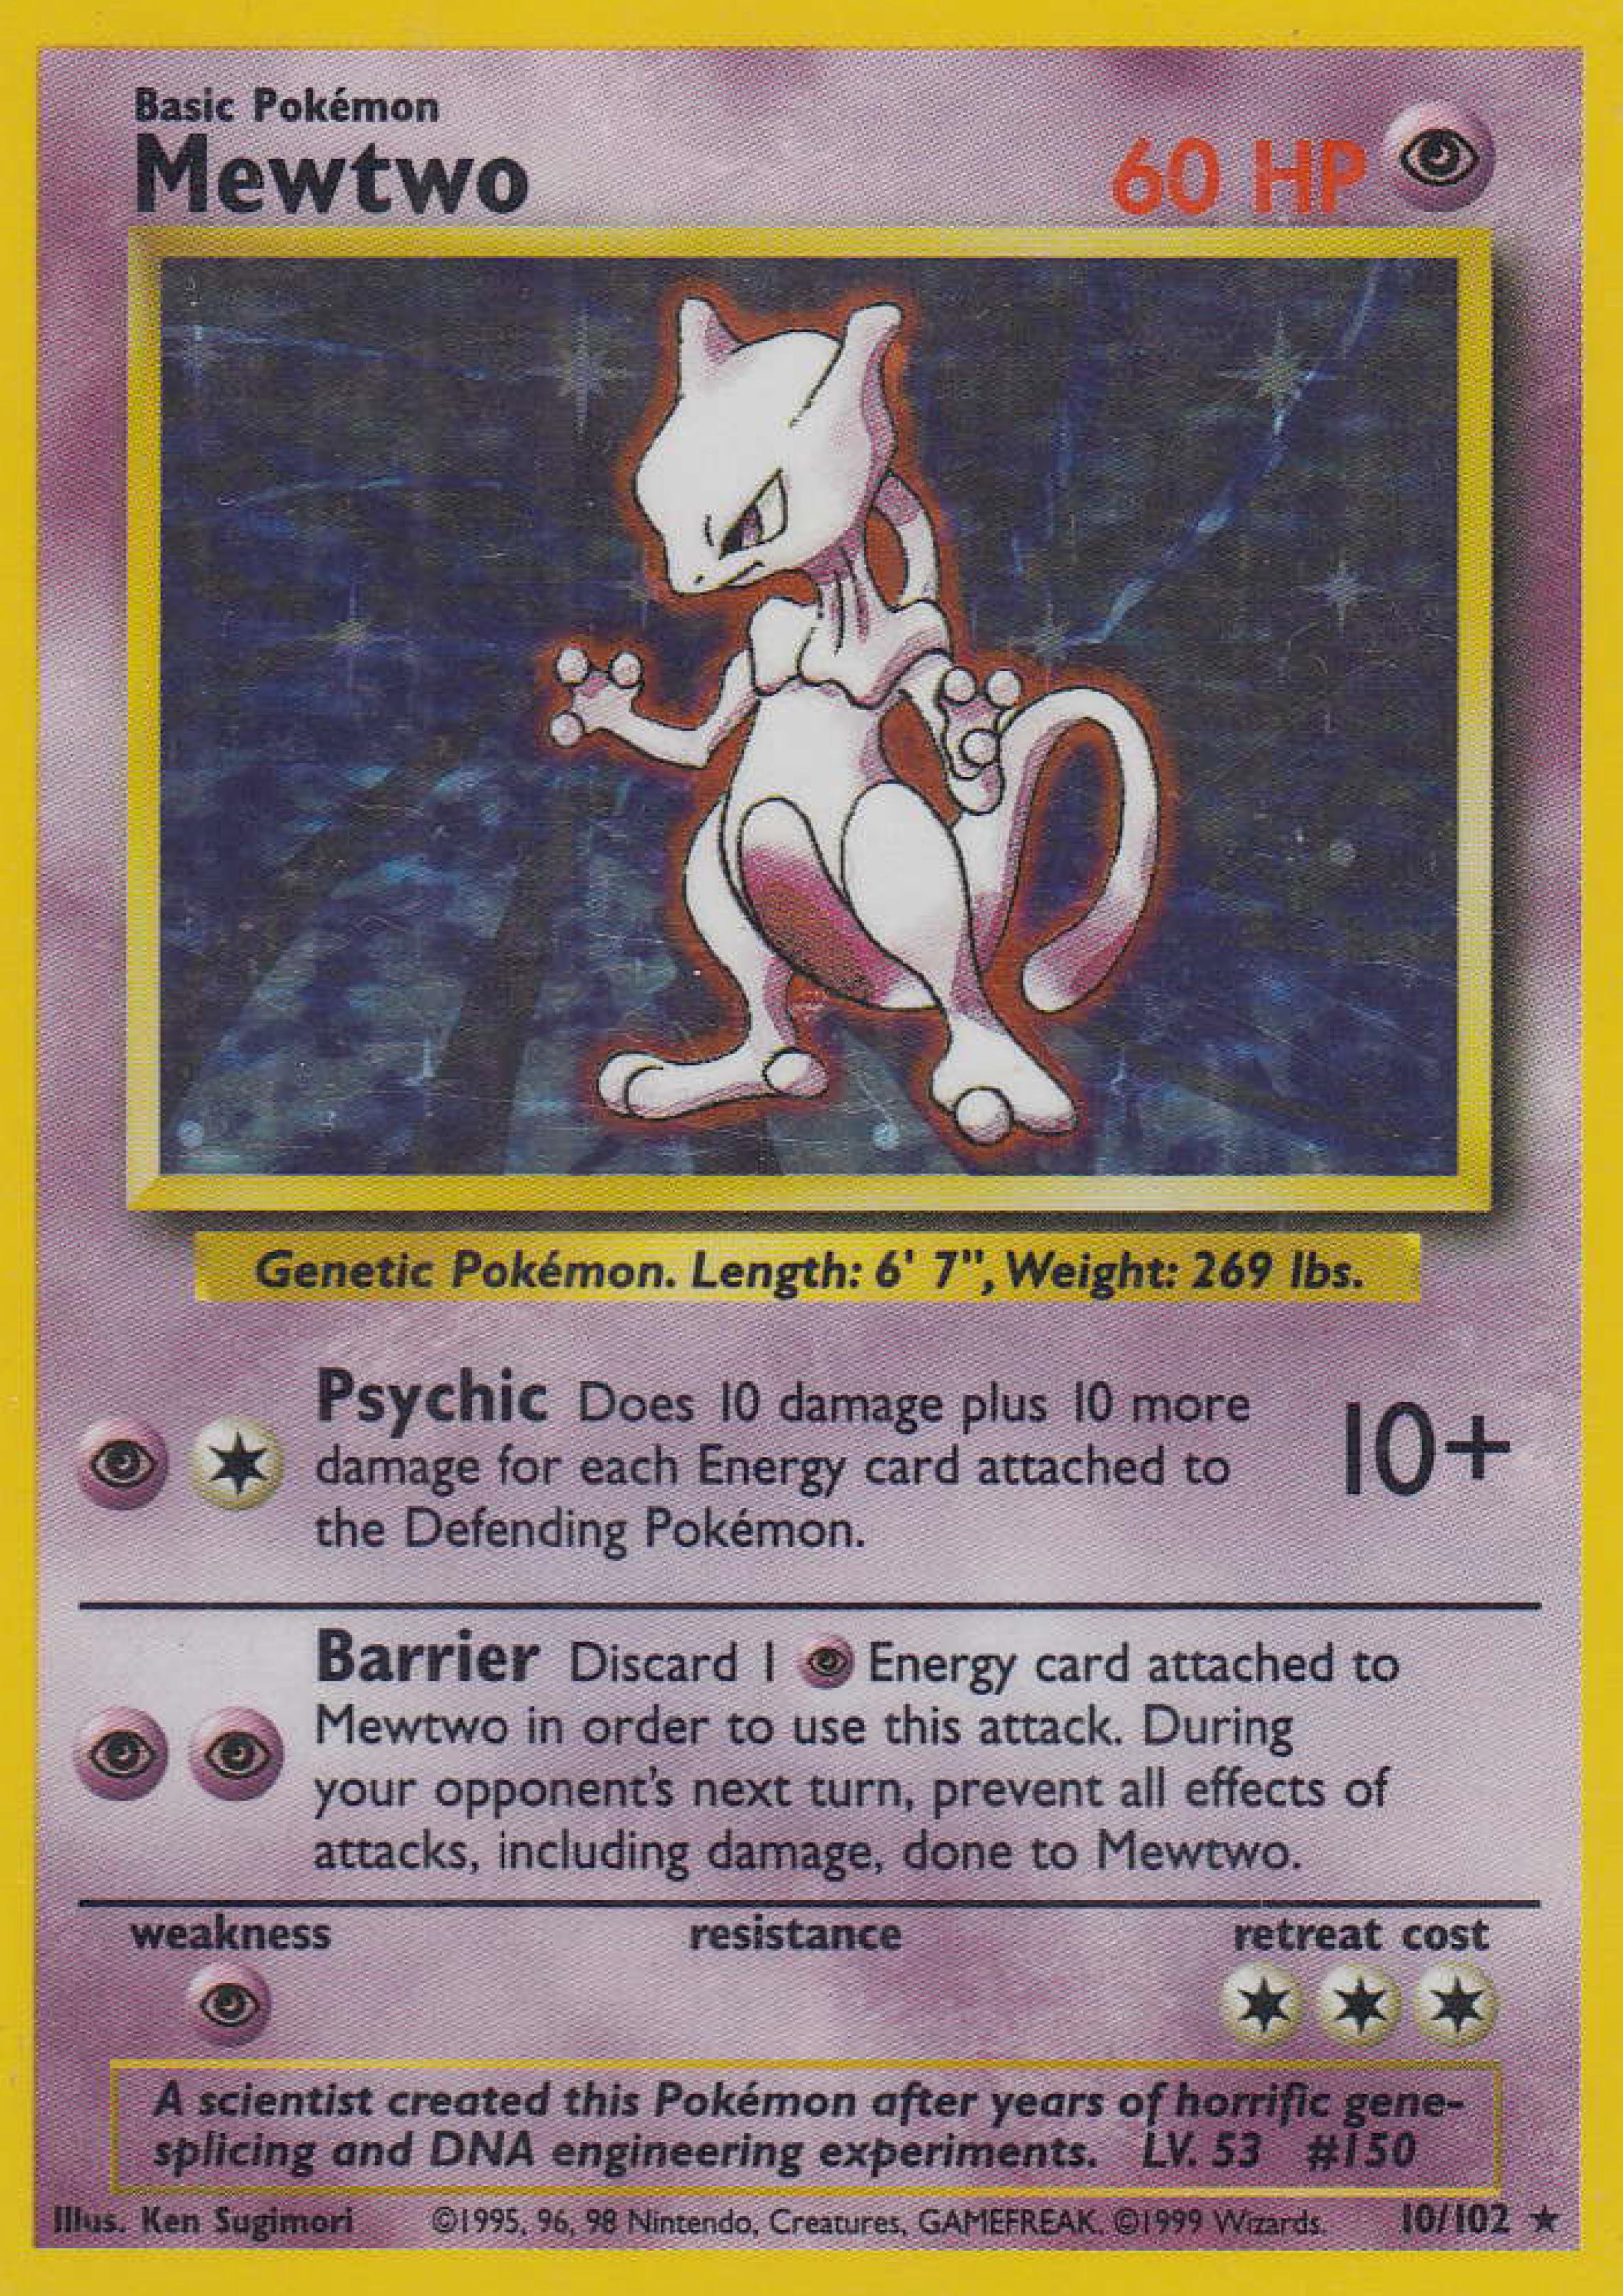 Basic Pokémon
Mewtwo
60 HP
Genetic Pokémon. Length: 6' 7", Weight: 269 lbs.
Psychic Does 10 damage plus 10 more
damage for each Energy card attached to
the Defending Pokémon.
10+
Barrier Discard 1 Energy card attached to
Mewtwo in order to use this attack. During
your opponent's next turn, prevent all effects of
attacks, including damage, done to Mewtwo.
weakness resistance retreat cost
A scientist created this Pokémon after years of horrific gene-
splicing and DNA engineering experiments. LV. 53 #150
Illus. Ken Sugimori ©1995, 96, 98 Nintendo, Creatures, GAMEFREAK. ©1999 Wizards. 10/102 ★